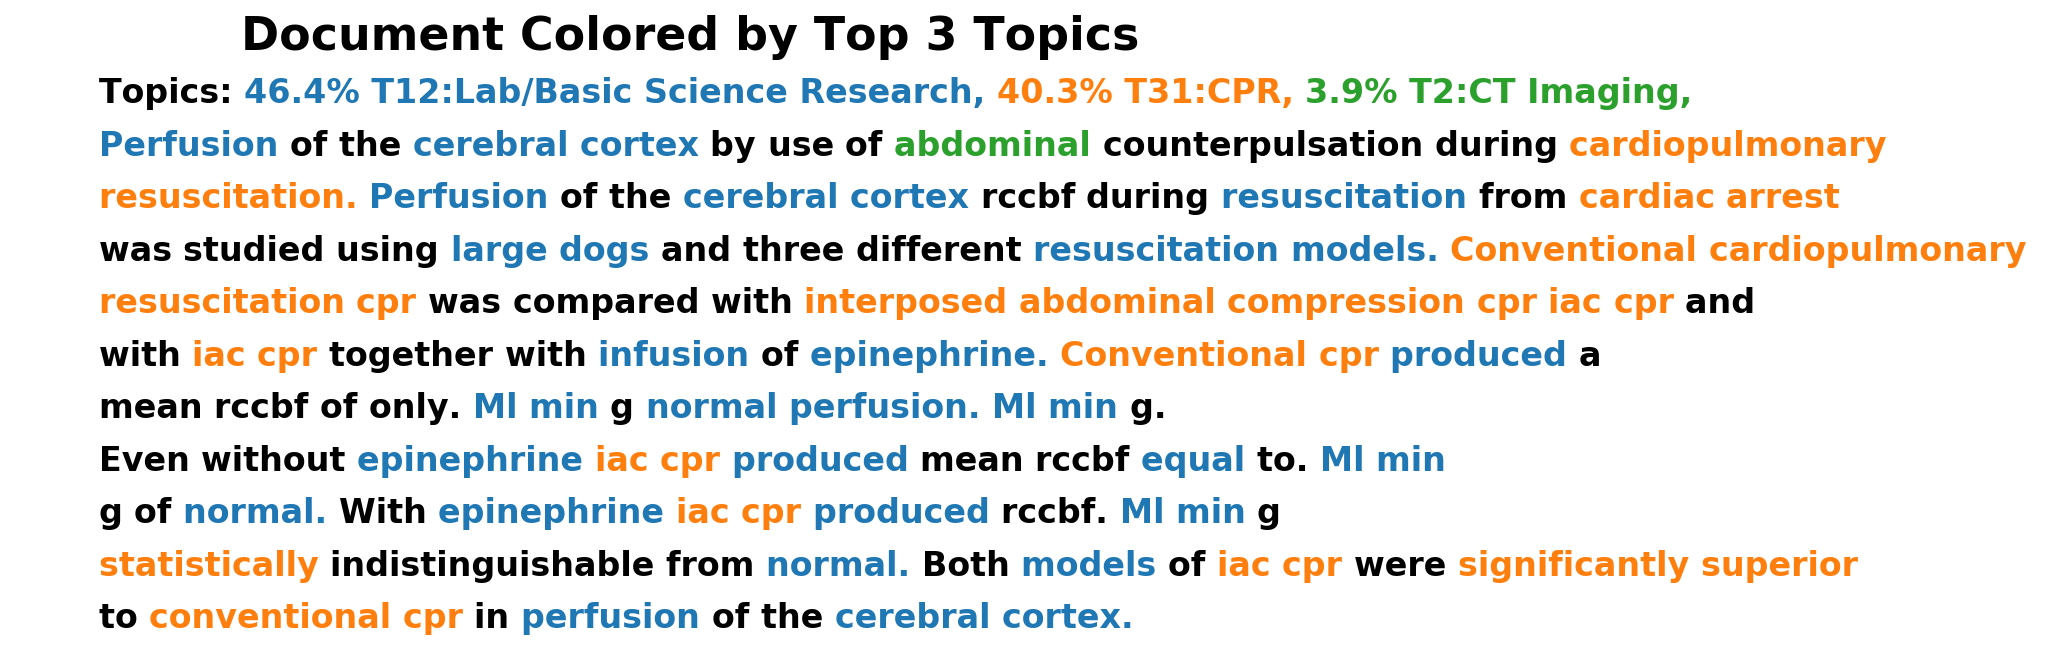 Document Colored by Top 3 Topics
Topics: 46.4% T12:Lab/Basic Science Research, 40.3% T31:CPR, 3.9% T2:CT Imaging,
Perfusion of the cerebral cortex by use of abdominal counterpulsation during cardiopulmonary
resuscitation. Perfusion of the cerebral cortex rccbf during resuscitation from cardiac arrest
was studied using large dogs and three different resuscitation models. Conventional cardiopulmonary
resuscitation cpr was compared with interposed abdominal compression cpr iac cpr and
with iac cpr together with infusion of epinephrine. Conventional cpr produced a
mean rccbf of only. Ml min g normal perfusion. Ml min g.
Even without epinephrine iac cpr produced mean rccbf equal to. Ml min
g of normal. With epinephrine iac cpr produced rccbf. Ml min g
statistically indistinguishable from normal. Both models of iac cpr were significantly superior
to conventional cpr in perfusion of the cerebral cortex.